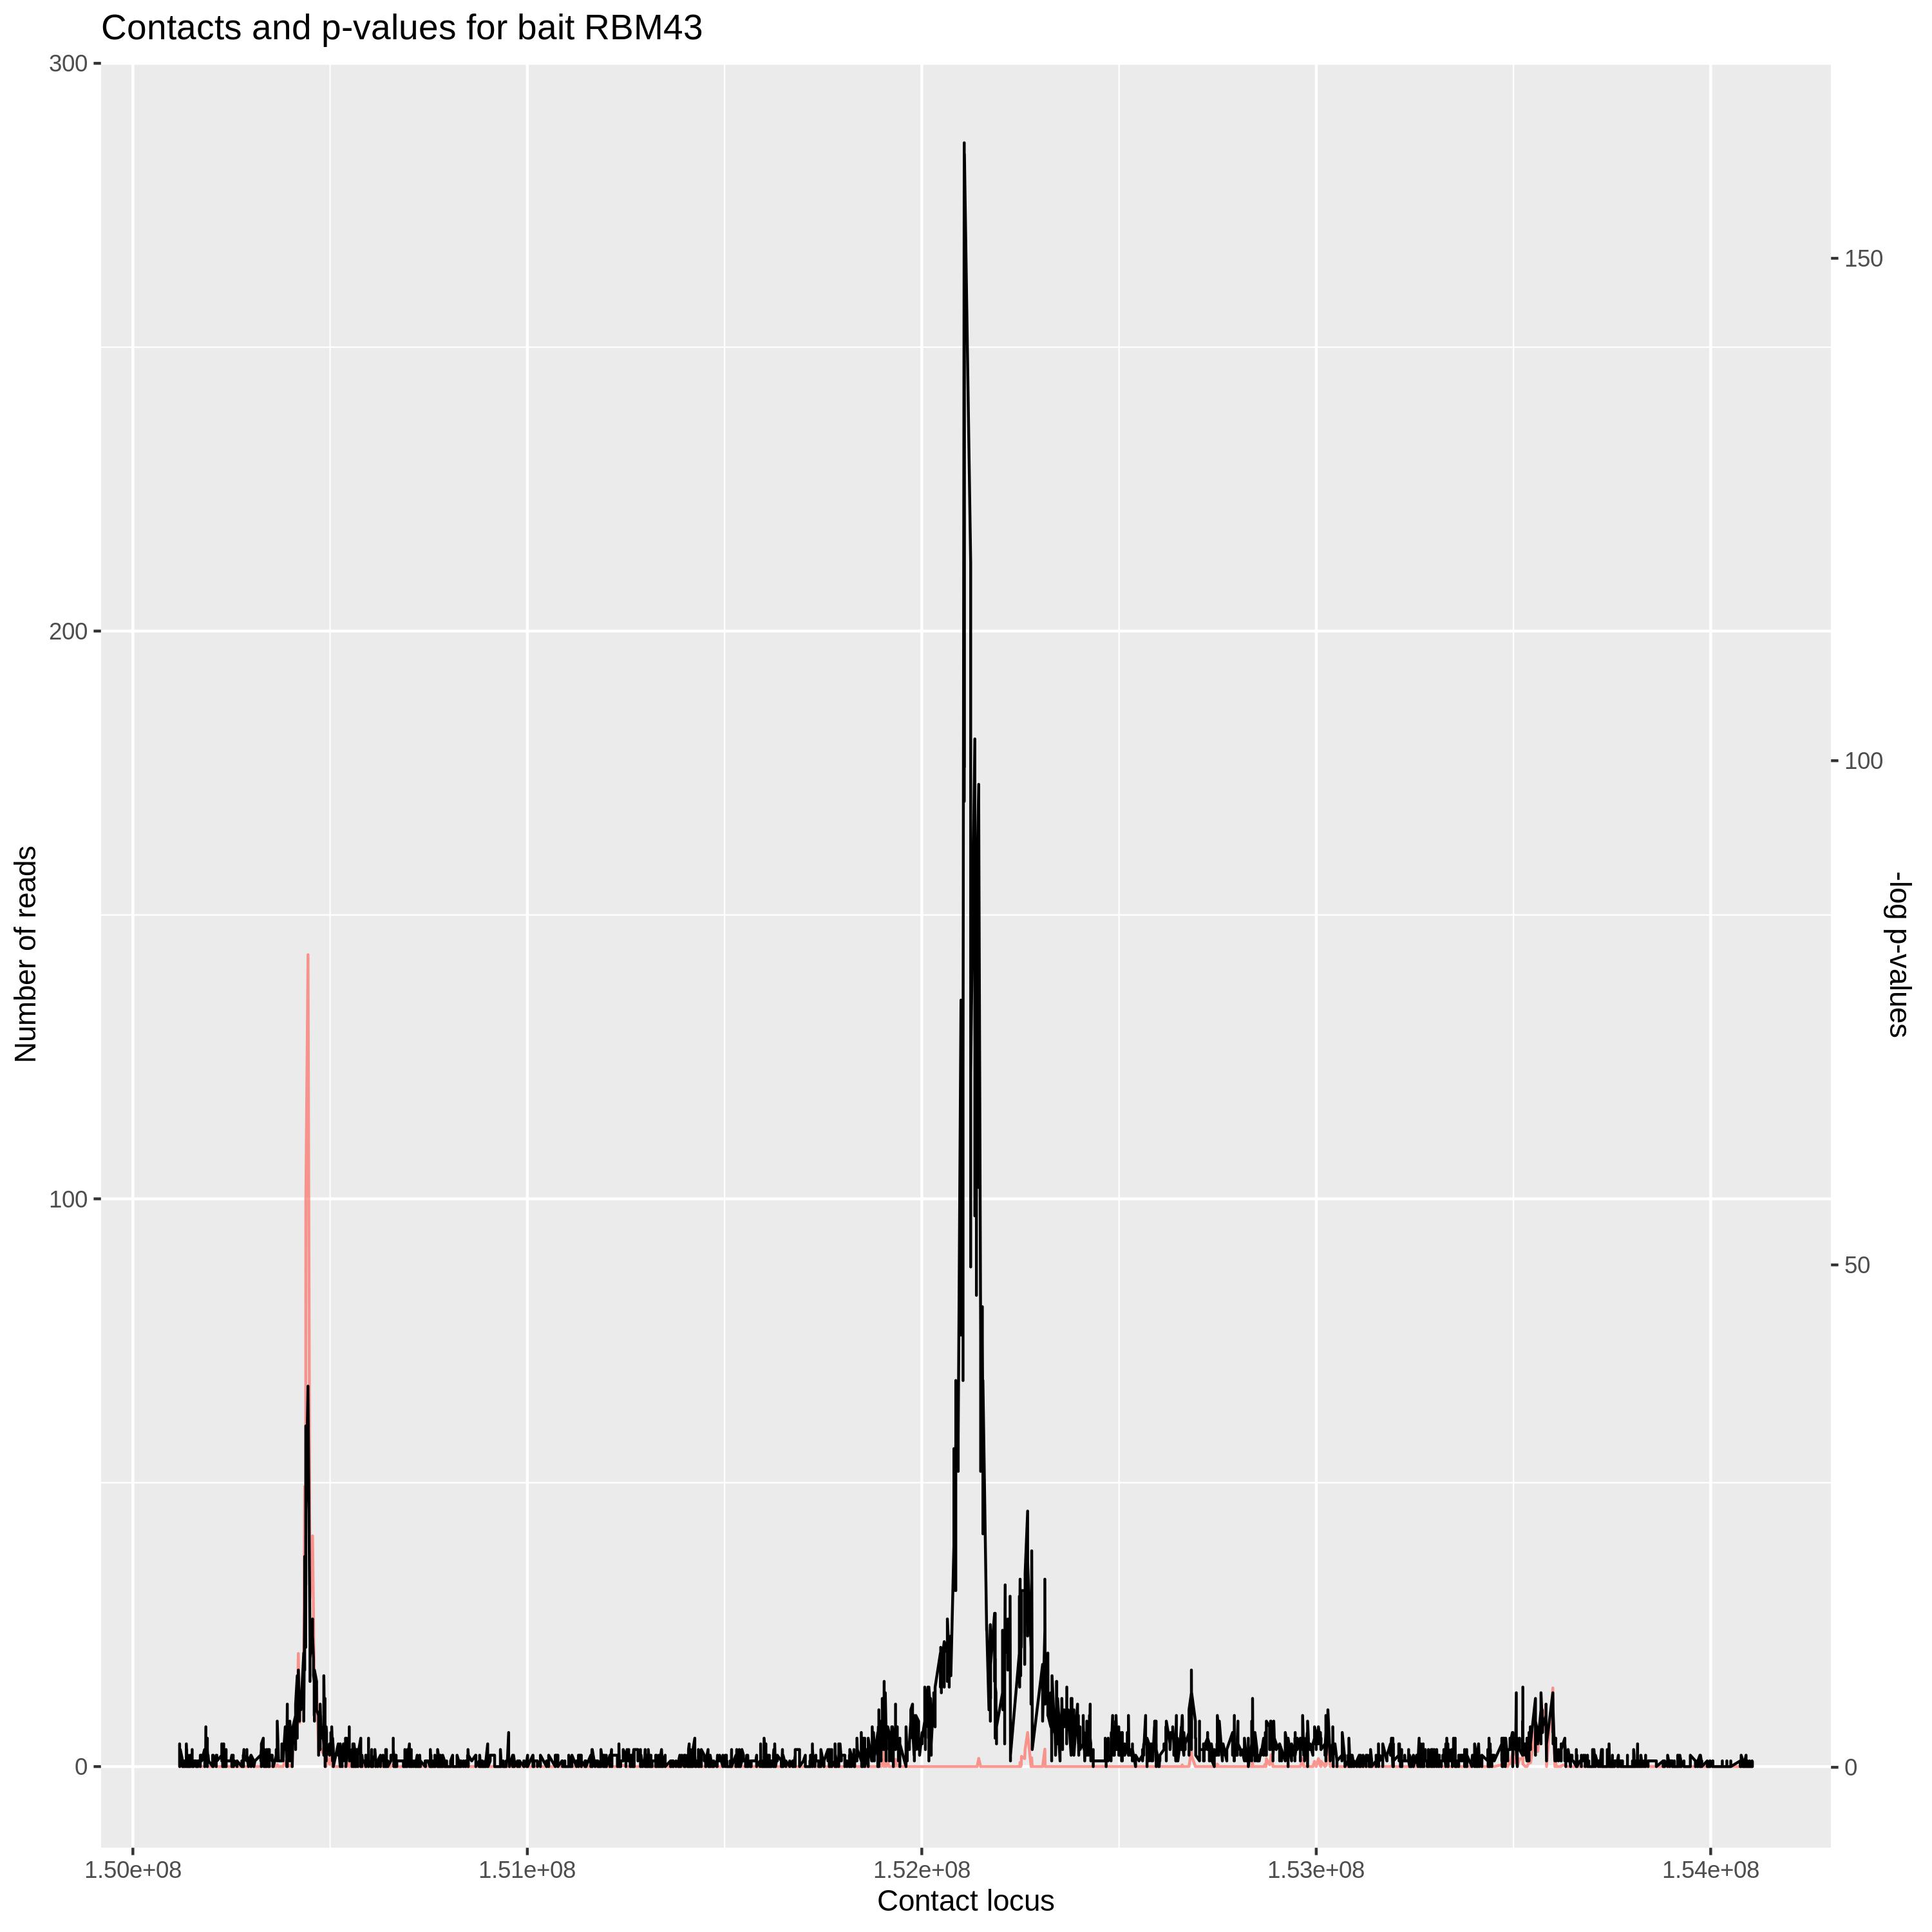 Contacts and p-values for bait RBM43
300
200
100
0
Number of reads
150
100
50
0
-log p-values
1.50e+08 1.51e+08 1.52e+08 1.53e+08 1.54e+08
Contact locus